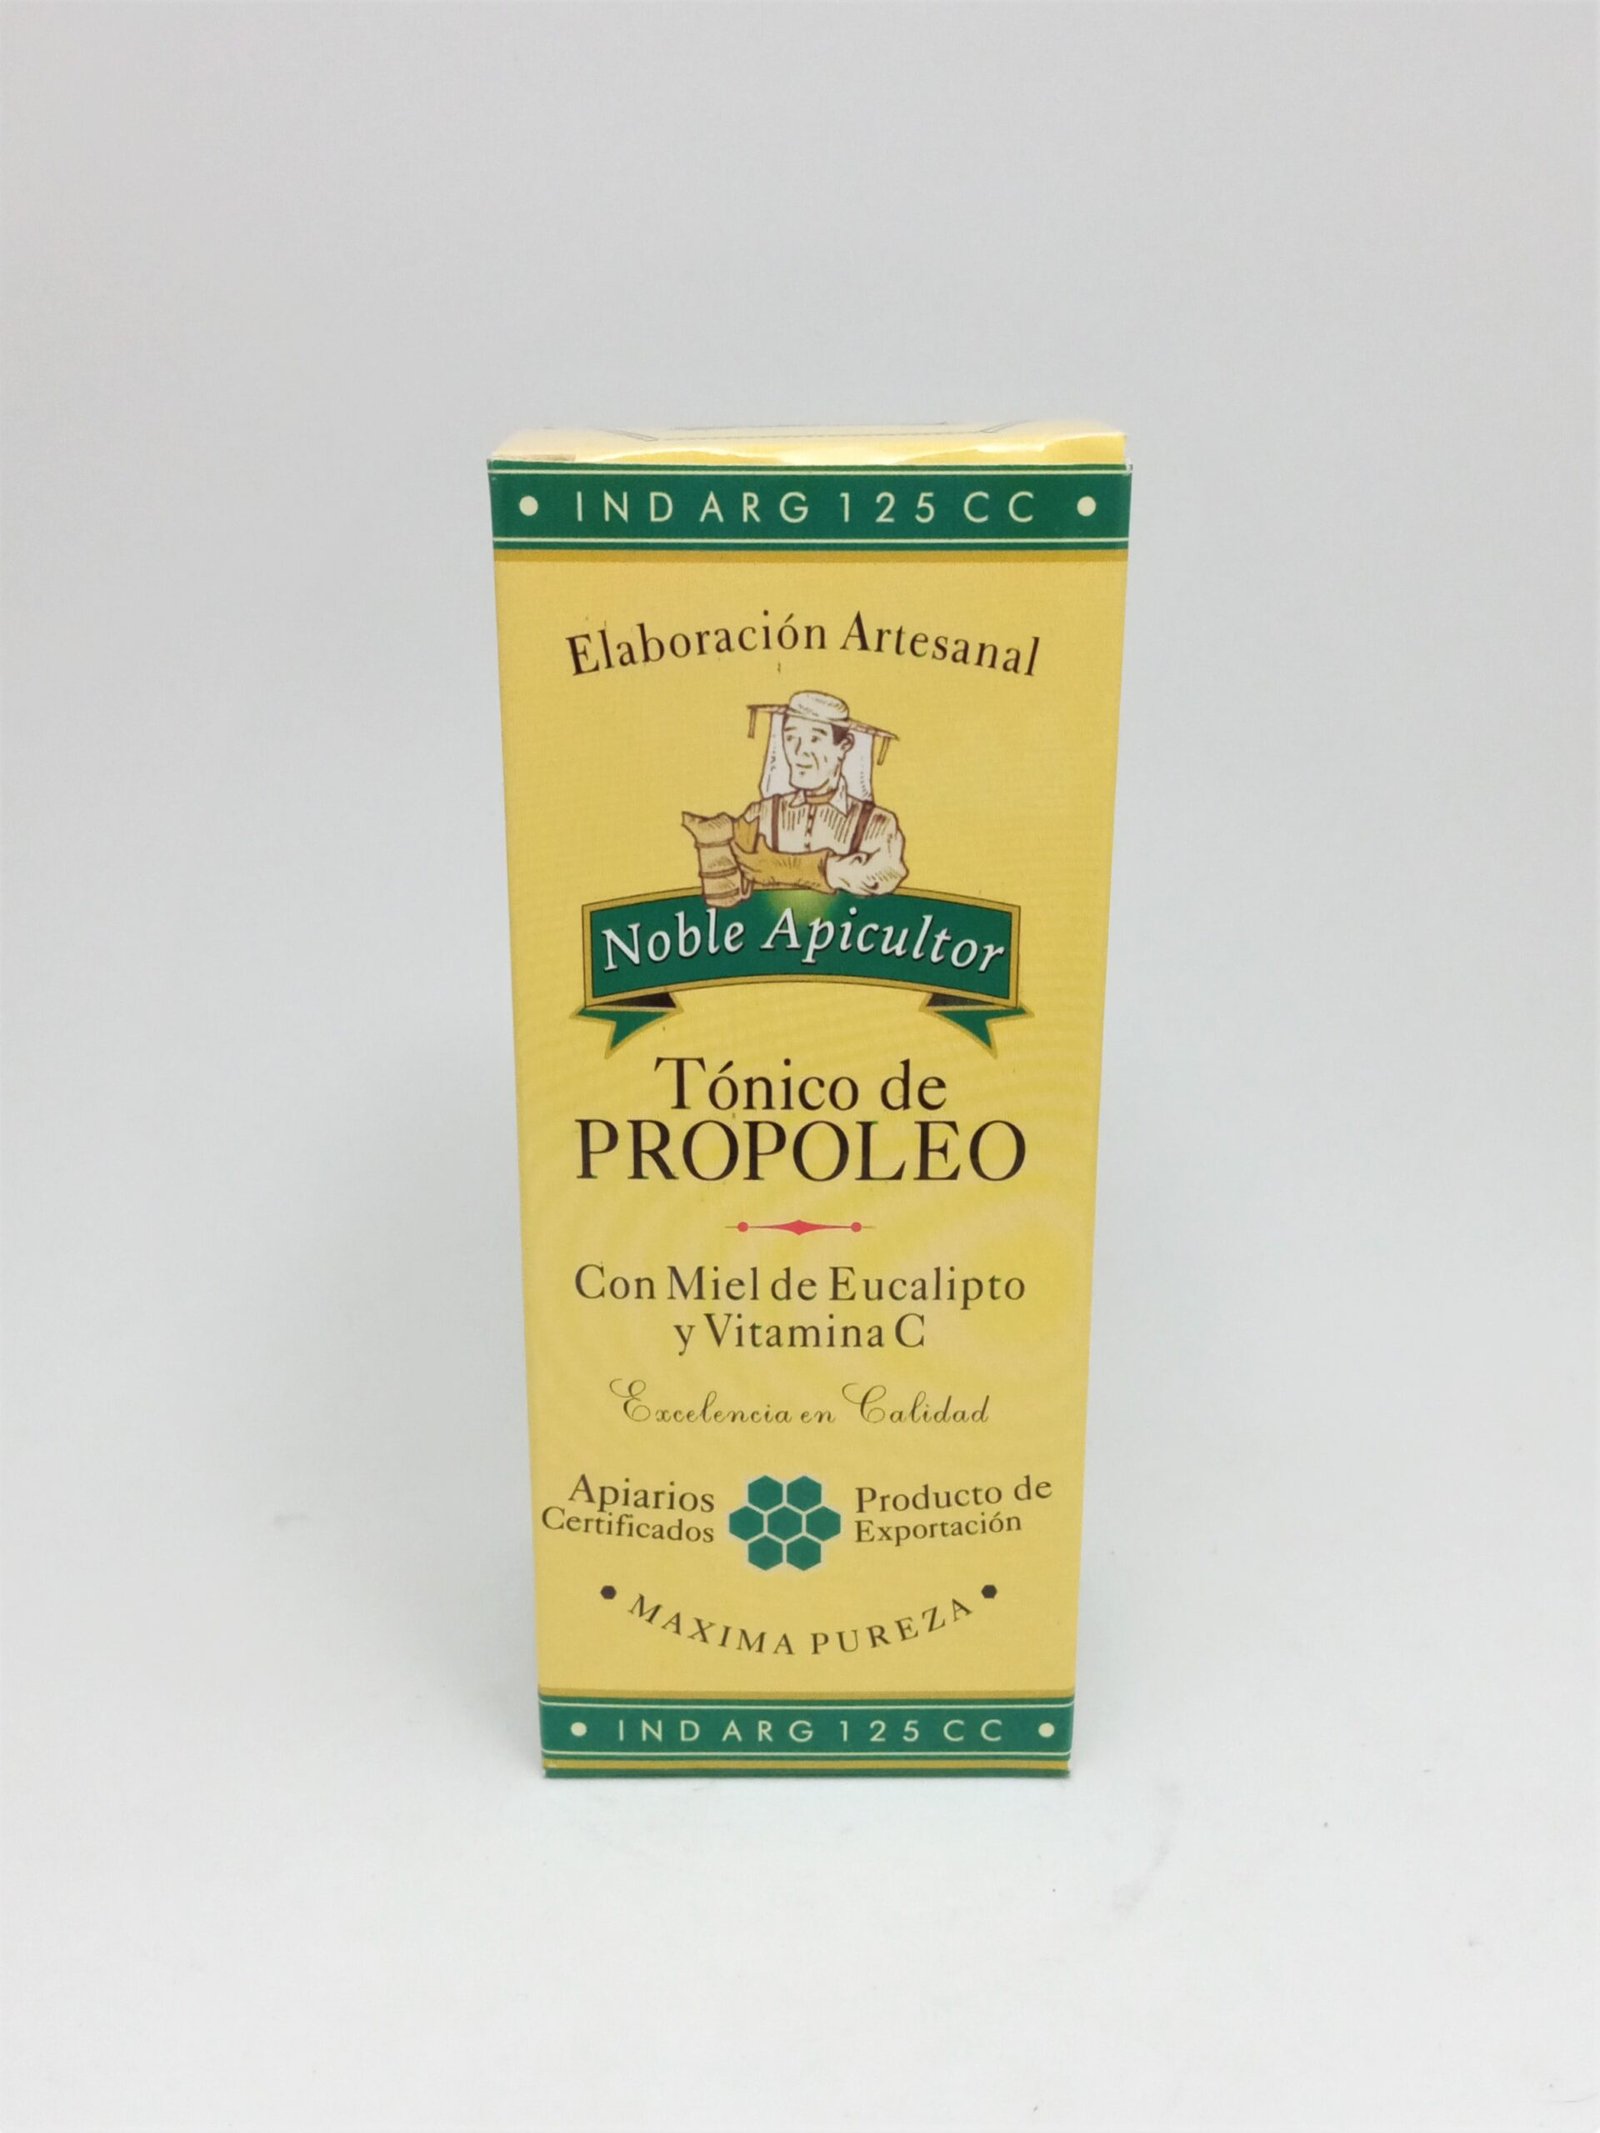 IND ARG 125 CC
Elaboración Artesanal
Noble Apicultor
Tónico de
PROPOLEO
Con Miel de Eucalipto
y Vitamina C
Excelencia en Calidad
Apiarios
Certificados
Producto de
Exportación
MAXIMA PUREZA
IND ARG 125 CC